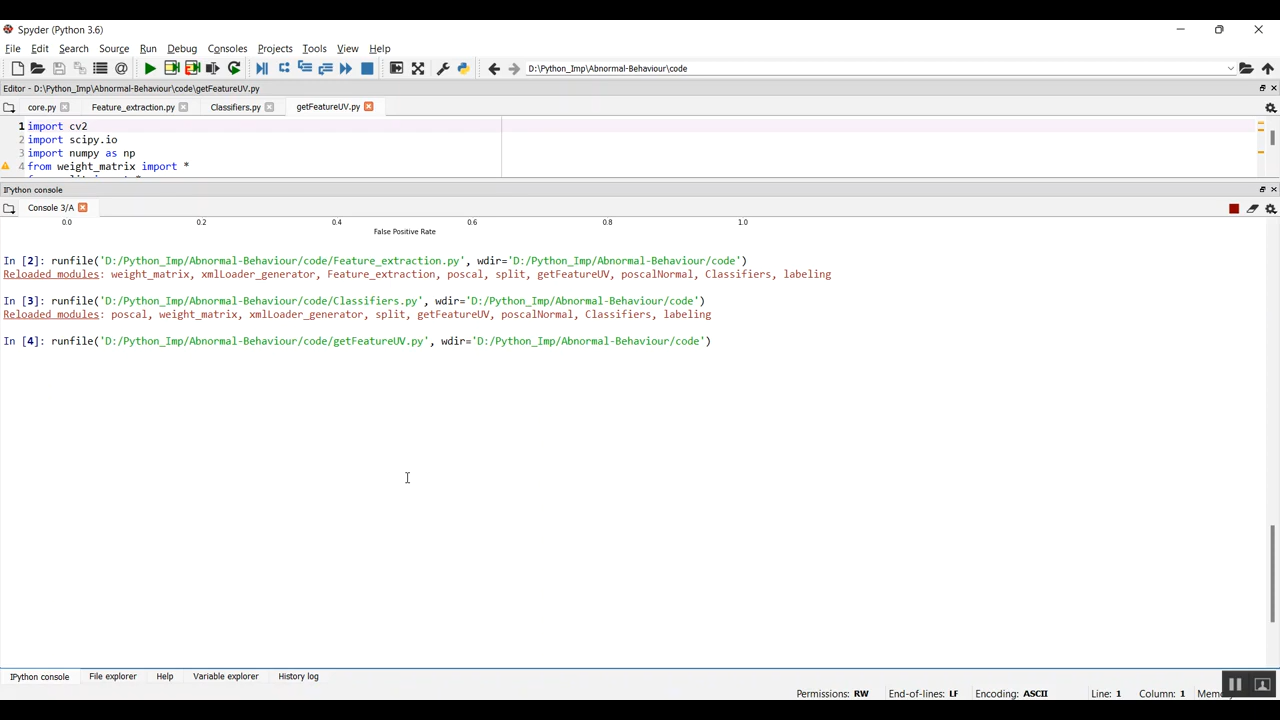 Spyder (Python 3.6)
File Edit Search Source Run Debug Consoles Projects Tools View Help
D:\Python_Imp\Abnormal-Behaviour\code
Editor - D:\Python_Imp\Abnormal-Behaviour\code\getFeatureUV.py
core.py Feature_extraction.py Classifiers.py getFeatureUV.py
1 import cv2
2 import scipy.io
3 import numpy as np
4 from weight_matrix import *
IPython console
Console 3/A
0.0 0.2 0.4 0.6 0.8 1.0
False Positive Rate
In [2]: runfile('D:/Python_Imp/Abnormal-Behaviour/code/Feature_extraction.py', wdir='D:/Python_Imp/Abnormal-Behaviour/code')
Reloaded modules: weight_matrix, xmlLoader_generator, Feature_extraction, poscal, split, getFeatureUV, poscalNormal, Classifiers, labeling
In [3]: runfile('D:/Python_Imp/Abnormal-Behaviour/code/Classifiers.py', wdir='D:/Python_Imp/Abnormal-Behaviour/code')
Reloaded modules: poscal, weight_matrix, xmlLoader_generator, split, getFeatureUV, poscalNormal, Classifiers, labeling
In [4]: runfile('D:/Python_Imp/Abnormal-Behaviour/code/getFeatureUV.py', wdir='D:/Python_Imp/Abnormal-Behaviour/code')
IPython console File explorer Help Variable explorer History log
Permissions: RW End-of-lines: LF Encoding: ASCII Line: 1 Column: 1